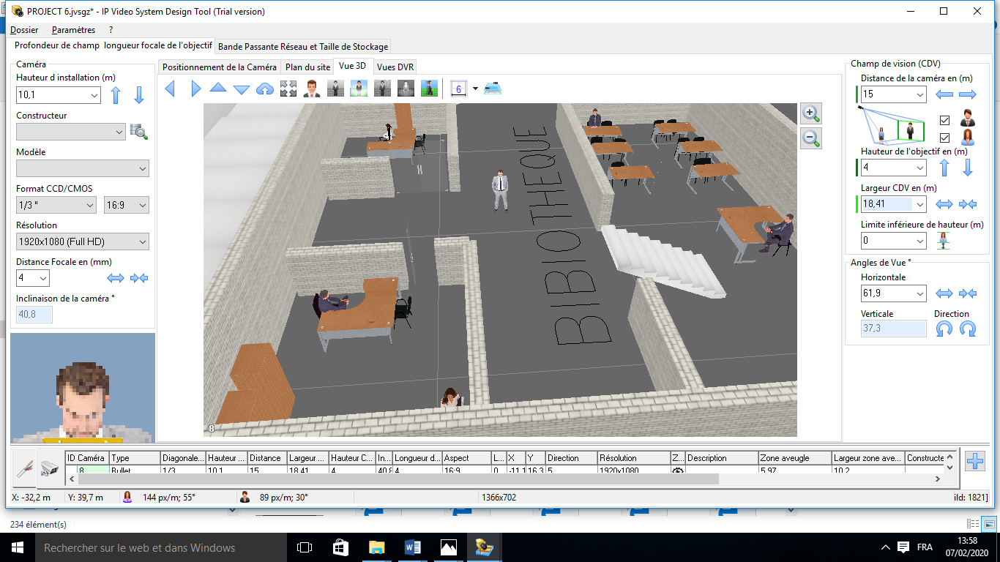 PROJECT 6.jvsgz* - IP Video System Design Tool (Trial version)
Dossier Paramètres ?
Profondeur de champ longueur focale de l'objectif Bande Passante Réseau et Taille de Stockage
Caméra
Hauteur d installation (m)
10,1
Constructeur
Modèle
Format CCD/CMOS
1/3 " 16:9
Résolution
1920x1080 (Full HD)
Distance Focale en (mm)
4
Inclinaison de la caméra °
40,8
Positionnement de la Caméra Plan du site Vue 3D Vues DVR
6
BIBIO THEQUE
8
Champ de vision (CDV)
Distance de la caméra en (m)
15
Hauteur de l'objectif en (m)
4
Largeur CDV en (m)
18,41
Limite inférieure de hauteur (m)
0
Angles de Vue °
Horizontale
61,9
Verticale Direction
37,3
ID Caméra Type Diagonale... Hauteur ... Distance Largeur ... Hauteur C... In... Longueur d... Aspect L... X Y Direction Résolution Z... Description Zone aveugle Largeur zone ave... Constructe
8 Bullet 1/3 10.1 15 18.41 4 40.8 4 16:9 0 -11.1 16.3 5 1920x1080 5.97 10.2
X: -32,2 m Y: 39,7 m 144 px/m; 55° 89 px/m; 30° 1366x702 ild: 1821]
234 élément(s)
Rechercher sur le web et dans Windows
FRA
13:58
07/02/2020